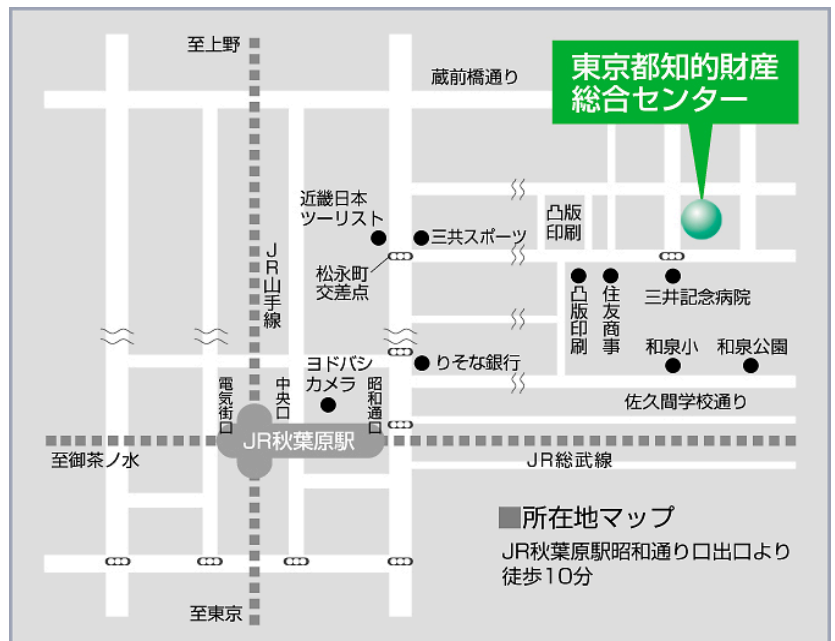 至上野
蔵前橋通り
東京都知的財産
総合センター
近畿日本
ツーリスト
三共スポーツ
凸版
印刷
JR山手線
松永町
交差点
凸版印刷
住友商事
三井記念病院
ヨドバシ
カメラ
りそな銀行
和泉小
和泉公園
電気街口
中央口
昭和通口
佐久間学校通り
JR秋葉原駅
至御茶ノ水
JR総武線
■所在地マップ
JR秋葉原駅昭和通り口出口より
徒歩10分
至東京